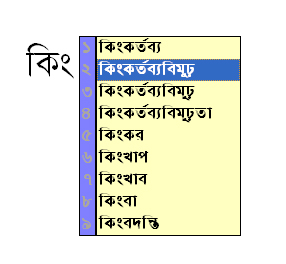 কিং
১ কিংকর্তব্য
২ কিংকর্তব্যবিমূঢ়
৩ কিংকর্তব্যবিমূঢ়
৪ কিংকর্তব্যবিমূঢ়তা
৫ কিংকর
৬ কিংখাপ
৭ কিংখাব
৮ কিংবা
৯ কিংবদন্তি